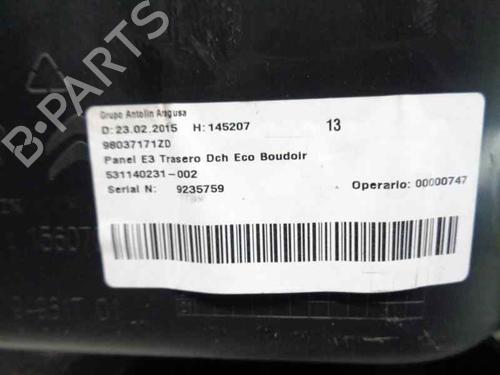 Grupo Antolin Aragusa
D: 23.02.2015 H: 145207 13
98037171ZD
Panel E3 Trasero Dch Eco Boudoir
531140231-002
Serial N: 9235759 Operario: 00000747
B-PARTS